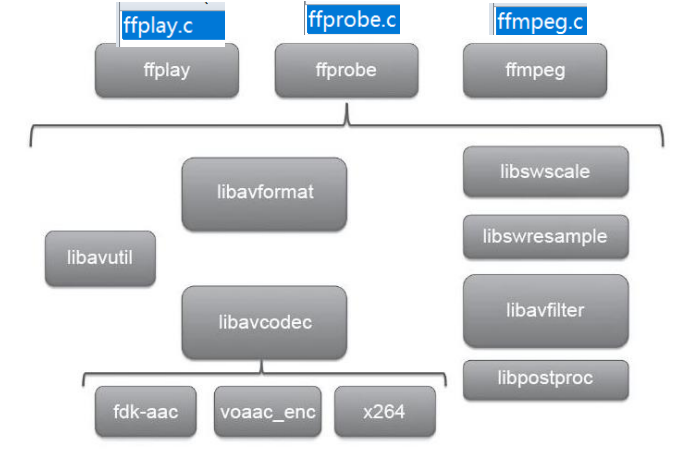 ffplay.c
ffprobe.c
ffmpeg.c
ffplay
ffprobe
ffmpeg
libavformat
libswscale
libswresample
libavutil
libavfilter
libavcodec
libpostproc
fdk-aac
voaac_enc
x264